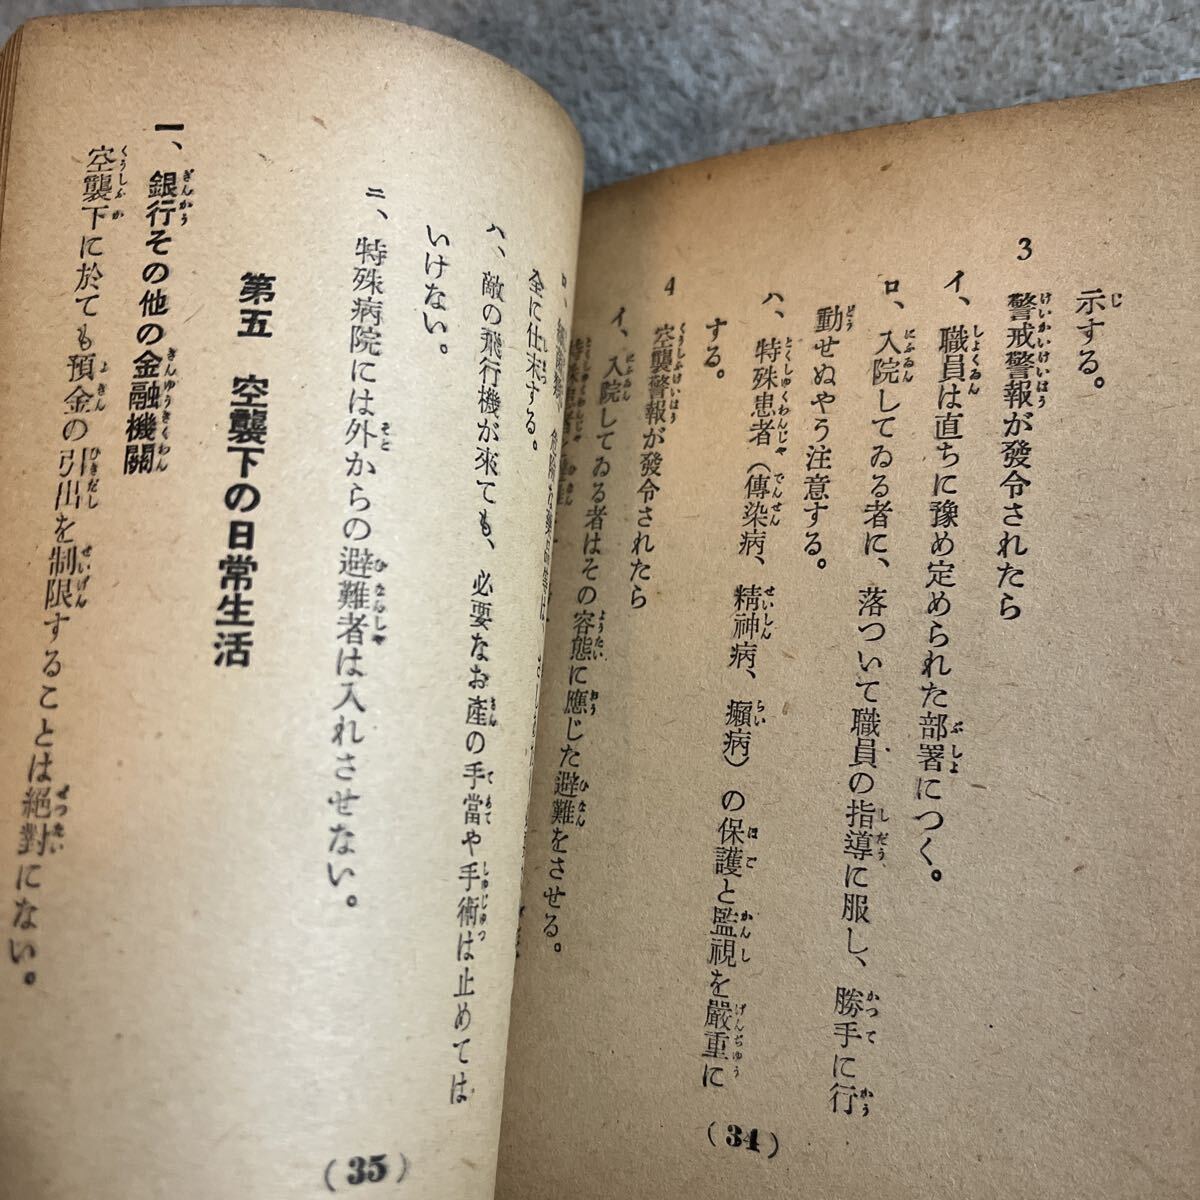 示する。
3 警戒警報が發令されたら
イ、職員は直ちに豫め定められた部署につく。
ロ、入院してゐる者に、落ついて職員の指導に服し、勝手に行
動せぬやう注意する。
ハ、特殊患者（傳染病、精神病、癩病）の保護と監視を嚴重に
する。
4 空襲警報が發令されたら
イ、入院してゐる者はその容態に應じた避難をさせる。
(34)
ロ、
全に仕末する。
ハ、敵の飛行機が來ても、必要なお產の手當や手術は止めては
いけない。
ニ、特殊病院には外からの避難者は入れさせない。
第五 空襲下の日常生活
一、銀行その他の金融機關
空襲下に於ても預金の引出を制限することは絕對にない。
(35)